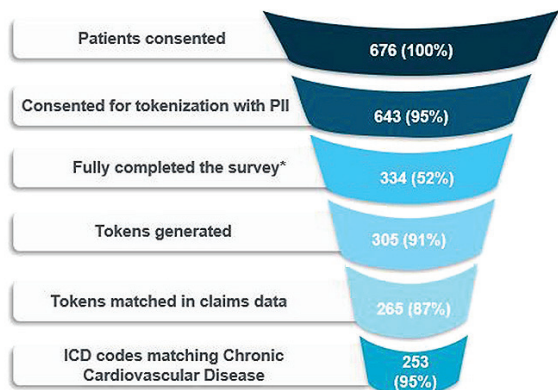 Patients consented
676 (100%)
Consented for tokenization with PII
643 (95%)
Fully completed the survey*
334 (52%)
Tokens generated
305 (91%)
Tokens matched in claims data
265 (87%)
ICD codes matching Chronic
Cardiovascular Disease
253
(95%)